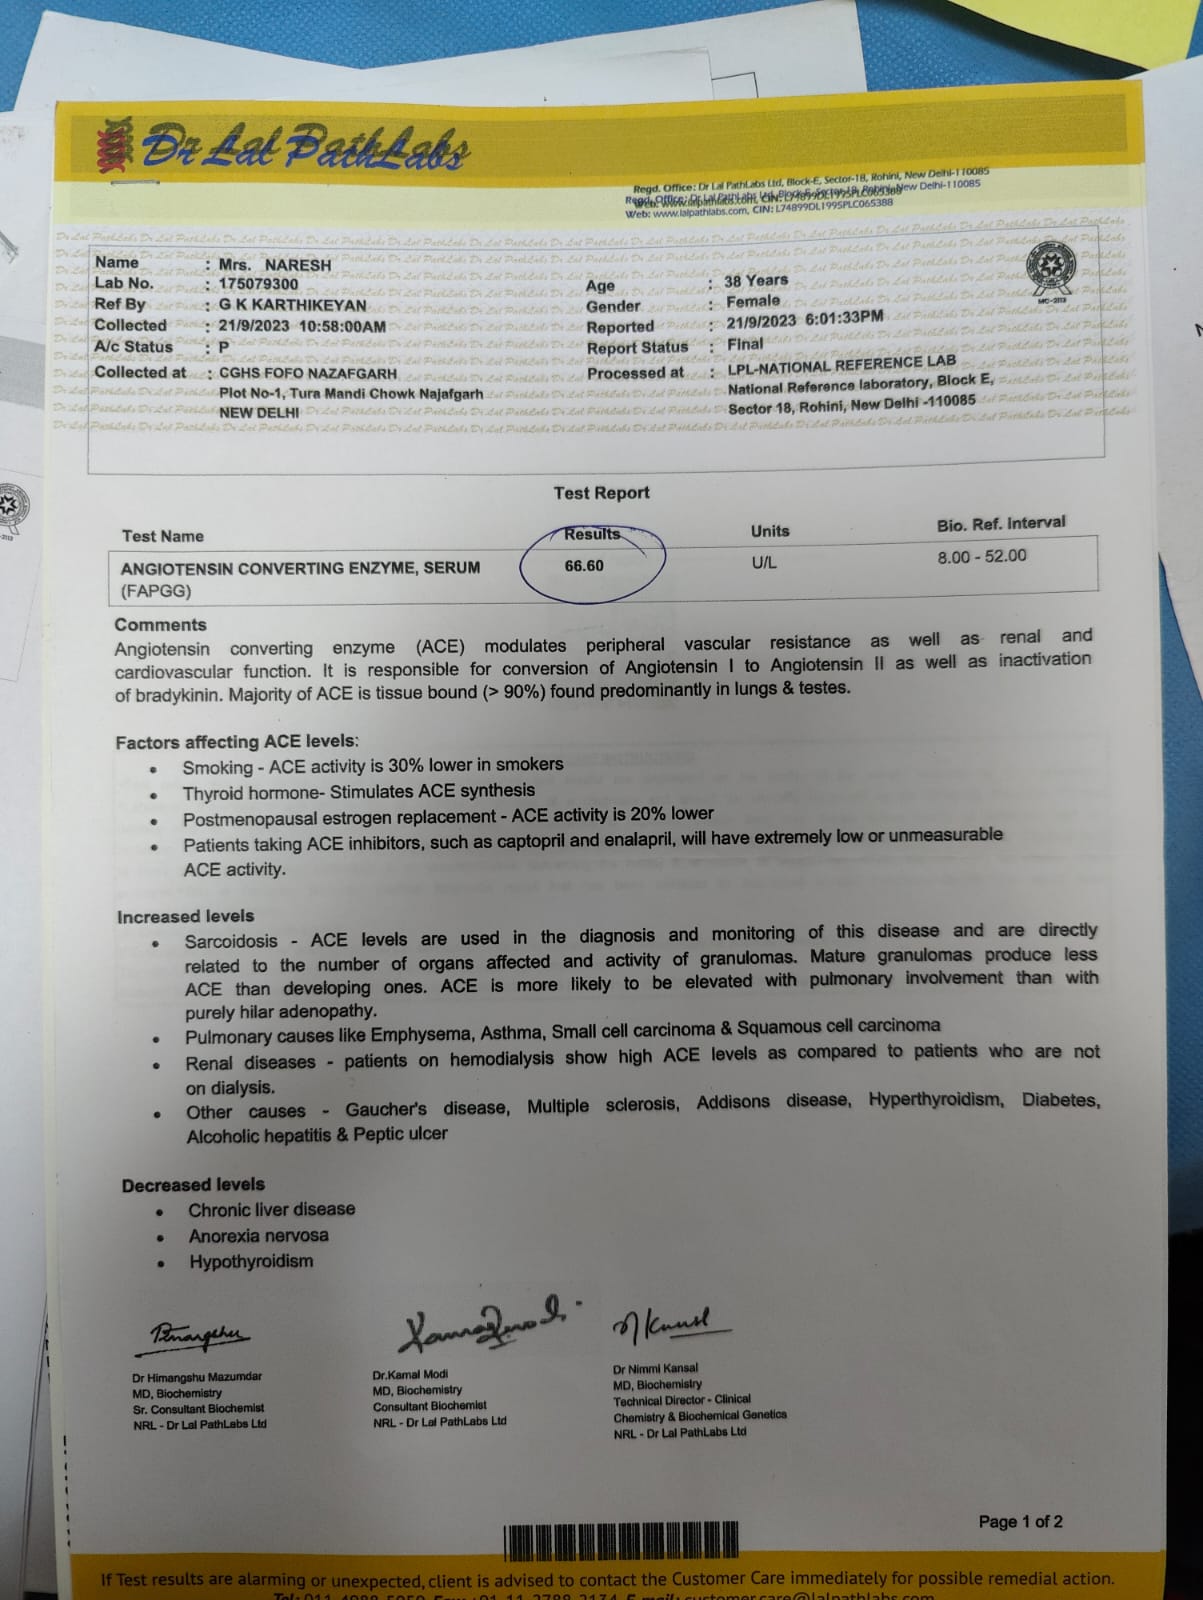 Dr Lal PathLabs
Regd. Office: Dr Lal PathLabs Ltd, Block-E, Sector-18, Rohini, New Delhi-110085
Web: www.lalpathlabs.com, CIN: L74899DL1995PLC065388
Name : Mrs. NARESH
Lab No. : 175079300
Ref By : G K KARTHIKEYAN
Collected : 21/9/2023 10:58:00AM
A/c Status : P
Collected at : CGHS FOFO NAZAFGARH
Plot No-1, Tura Mandi Chowk Najafgarh
NEW DELHI
Age : 38 Years
Gender : Female
Reported : 21/9/2023 6:01:33PM
Report Status : Final
Processed at : LPL-NATIONAL REFERENCE LAB
National Reference laboratory, Block E,
Sector 18, Rohini, New Delhi -110085
MC-2113
Test Report
Test Name Results Units Bio. Ref. Interval
ANGIOTENSIN CONVERTING ENZYME, SERUM 66.60 U/L 8.00 - 52.00
(FAPGG)
Comments
Angiotensin converting enzyme (ACE) modulates peripheral vascular resistance as well as renal and
cardiovascular function. It is responsible for conversion of Angiotensin I to Angiotensin II as well as inactivation
of bradykinin. Majority of ACE is tissue bound (> 90%) found predominantly in lungs & testes.
Factors affecting ACE levels:
• Smoking - ACE activity is 30% lower in smokers
• Thyroid hormone- Stimulates ACE synthesis
• Postmenopausal estrogen replacement - ACE activity is 20% lower
• Patients taking ACE inhibitors, such as captopril and enalapril, will have extremely low or unmeasurable
ACE activity.
Increased levels
• Sarcoidosis - ACE levels are used in the diagnosis and monitoring of this disease and are directly
related to the number of organs affected and activity of granulomas. Mature granulomas produce less
ACE than developing ones. ACE is more likely to be elevated with pulmonary involvement than with
purely hilar adenopathy.
• Pulmonary causes like Emphysema, Asthma, Small cell carcinoma & Squamous cell carcinoma
• Renal diseases - patients on hemodialysis show high ACE levels as compared to patients who are not
on dialysis.
• Other causes - Gaucher's disease, Multiple sclerosis, Addisons disease, Hyperthyroidism, Diabetes,
Alcoholic hepatitis & Peptic ulcer
Decreased levels
• Chronic liver disease
• Anorexia nervosa
• Hypothyroidism
Dr Himangshu Mazumdar
MD, Biochemistry
Sr. Consultant Biochemist
NRL - Dr Lal PathLabs Ltd
Dr.Kamal Modi
MD, Biochemistry
Consultant Biochemist
NRL - Dr Lal PathLabs Ltd
Dr Nimmi Kansal
MD, Biochemistry
Technical Director - Clinical
Chemistry & Biochemical Genetics
NRL - Dr Lal PathLabs Ltd
Page 1 of 2
If Test results are alarming or unexpected, client is advised to contact the Customer Care immediately for possible remedial action.